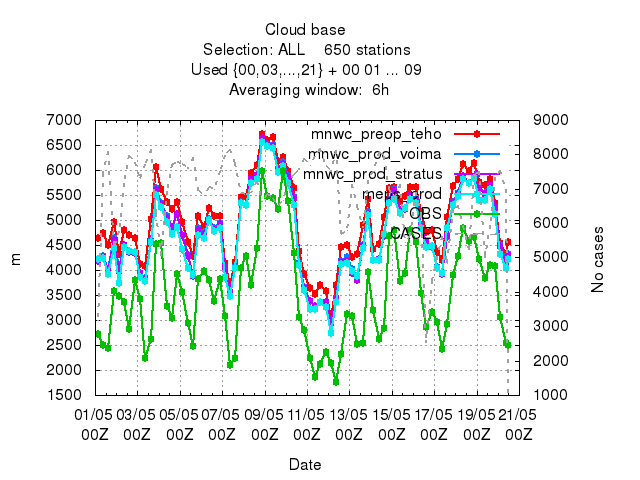 Cloud base
Selection: ALL    650 stations
Used {00,03,...,21} + 00 01 ... 09
Averaging window:  6h
7000
6500
6000
5500
5000
4500
4000
3500
3000
2500
2000
1500
m
9000
8000
7000
6000
5000
4000
3000
2000
1000
No cases
mnwc_preop_teho
mnwc_prod_voima
mnwc_prod_stratus
meps_prod
OBS
CASES
01/05 03/05 05/05 07/05 09/05 11/05 13/05 15/05 17/05 19/05 21/05
00Z 00Z 00Z 00Z 00Z 00Z 00Z 00Z 00Z 00Z 00Z
Date